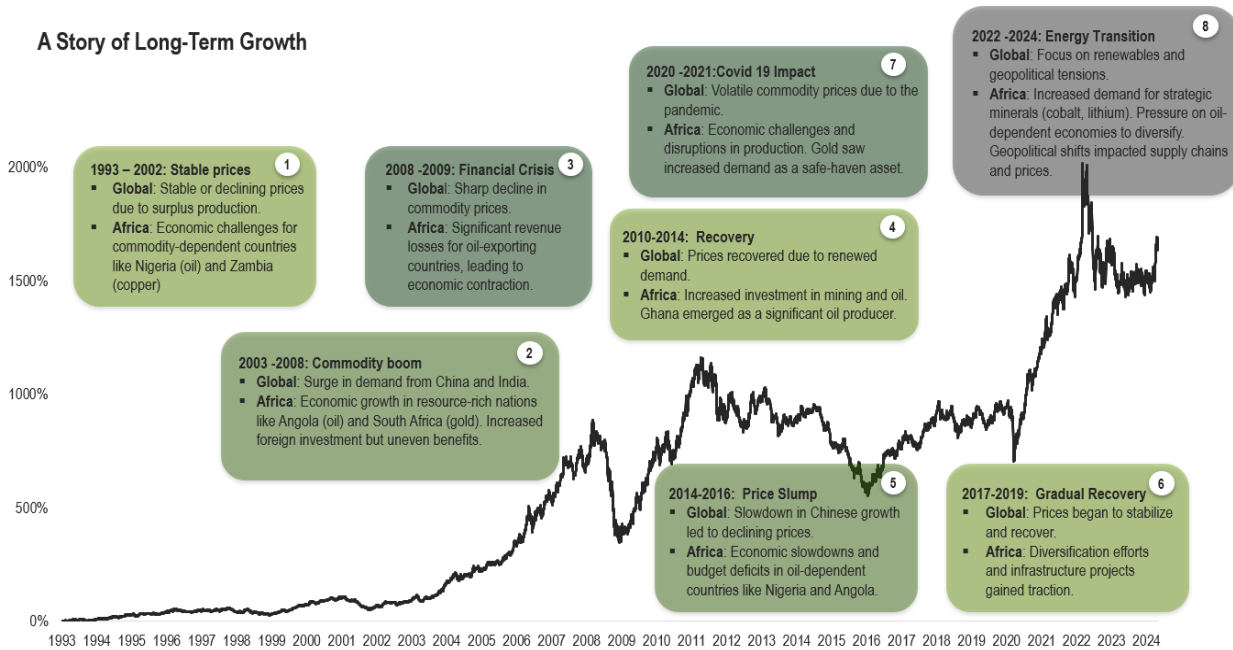 A Story of Long-Term Growth
2000%
1500%
1000%
500%
0%
1
1993 – 2002: Stable prices
▪ Global: Stable or declining prices
due to surplus production.
▪ Africa: Economic challenges for
commodity-dependent countries
like Nigeria (oil) and Zambia
(copper)
2
2003 -2008: Commodity boom
▪ Global: Surge in demand from China and India.
▪ Africa: Economic growth in resource-rich nations
like Angola (oil) and South Africa (gold). Increased
foreign investment but uneven benefits.
3
2008 -2009: Financial Crisis
▪ Global: Sharp decline in
commodity prices.
▪ Africa: Significant revenue
losses for oil-exporting
countries, leading to
economic contraction.
4
2010-2014: Recovery
▪ Global: Prices recovered due to renewed
demand.
▪ Africa: Increased investment in mining and oil.
Ghana emerged as a significant oil producer.
5
2014-2016: Price Slump
▪ Global: Slowdown in Chinese growth
led to declining prices.
▪ Africa: Economic slowdowns and
budget deficits in oil-dependent
countries like Nigeria and Angola.
6
2017-2019: Gradual Recovery
▪ Global: Prices began to stabilize
and recover.
▪ Africa: Diversification efforts
and infrastructure projects
gained traction.
7
2020 -2021:Covid 19 Impact
▪ Global: Volatile commodity prices due to the
pandemic.
▪ Africa: Economic challenges and
disruptions in production. Gold saw
increased demand as a safe-haven asset.
8
2022 -2024: Energy Transition
▪ Global: Focus on renewables and
geopolitical tensions.
▪ Africa: Increased demand for strategic
minerals (cobalt, lithium). Pressure on oil-
dependent economies to diversify.
Geopolitical shifts impacted supply chains
and prices.
1993 1994 1995 1996 1997 1998 1999 2000 2001 2002 2003 2004 2005 2006 2007 2008 2009 2010 2011 2012 2013 2014 2015 2016 2017 2018 2019 2020 2021 2022 2023 2024